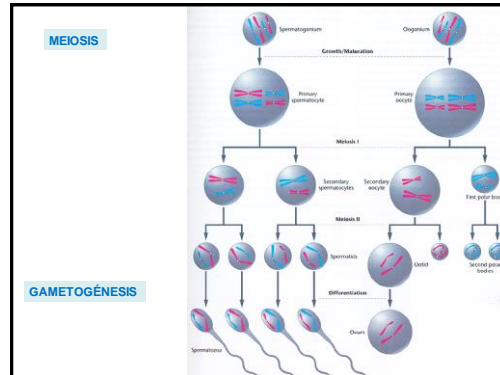 MEIOSIS
Spermatogonium
Oogonium
Growth/Maturation
Primary
spermatocyte
Primary
oocyte
Meiosis I
Secondary
spermatocytes
Secondary
oocyte
First polar body
Meiosis II
Spermatids
Ootid
Second polar
bodies
GAMETOGÉNESIS
Differentiation
Ovum
Spermatozoa